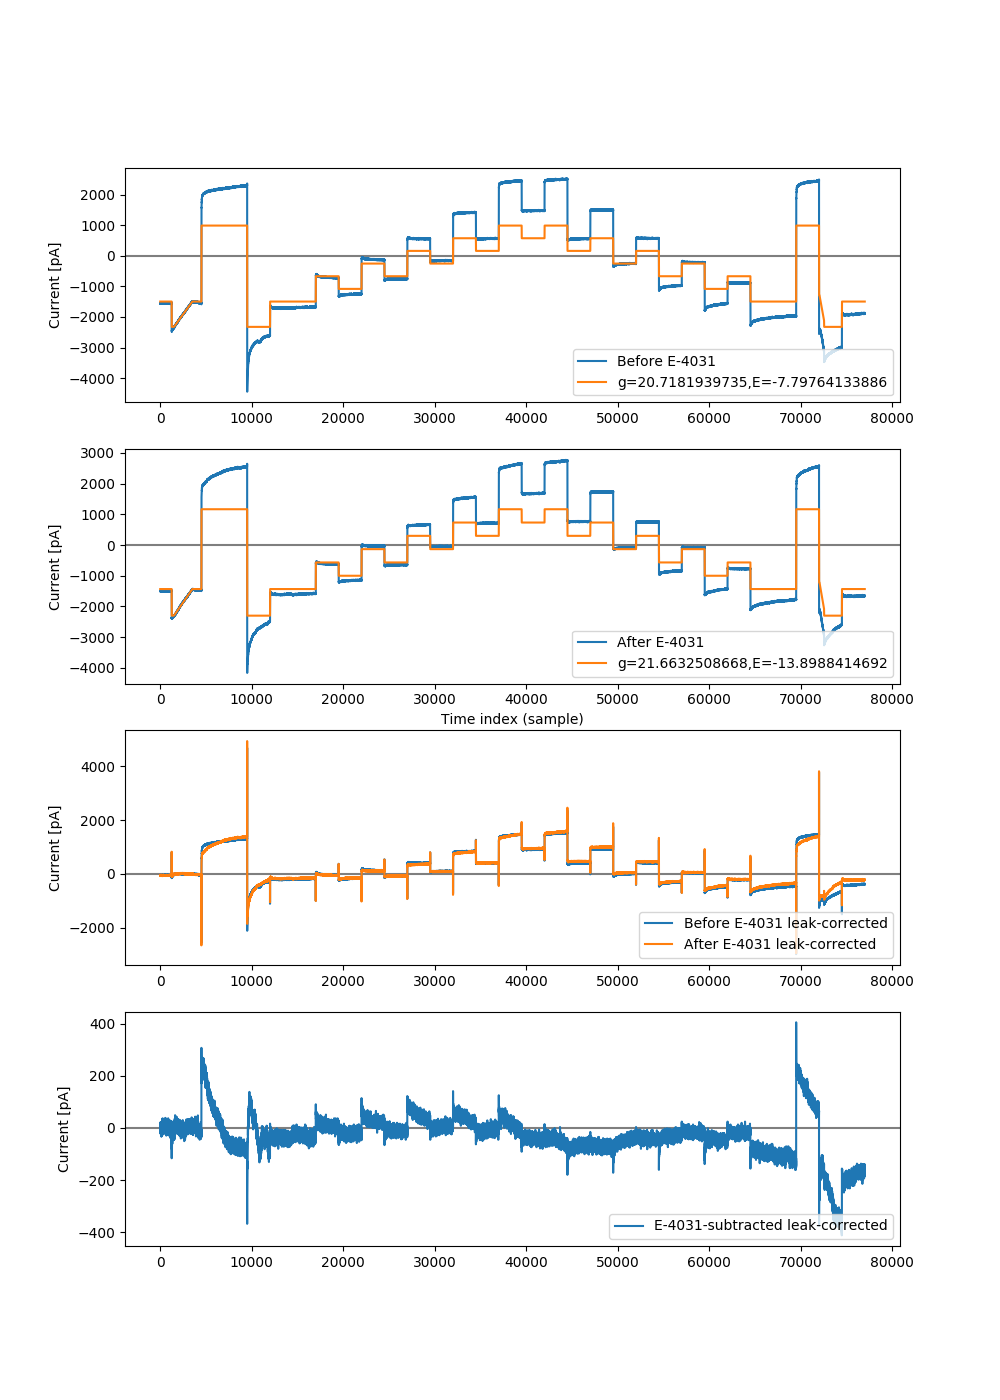 2000
1000
0
−1000
−2000
−3000
−4000
Current [pA]
Before E-4031
g=20.7181939735,E=-7.79764133886
0 10000 20000 30000 40000 50000 60000 70000 80000
3000
2000
1000
0
−1000
−2000
−3000
−4000
Current [pA]
After E-4031
g=21.6632508668,E=-13.8988414692
0 10000 20000 30000 40000 50000 60000 70000 80000
Time index (sample)
4000
2000
0
−2000
Current [pA]
Before E-4031 leak-corrected
After E-4031 leak-corrected
0 10000 20000 30000 40000 50000 60000 70000 80000
400
200
0
−200
−400
Current [pA]
E-4031-subtracted leak-corrected
0 10000 20000 30000 40000 50000 60000 70000 80000